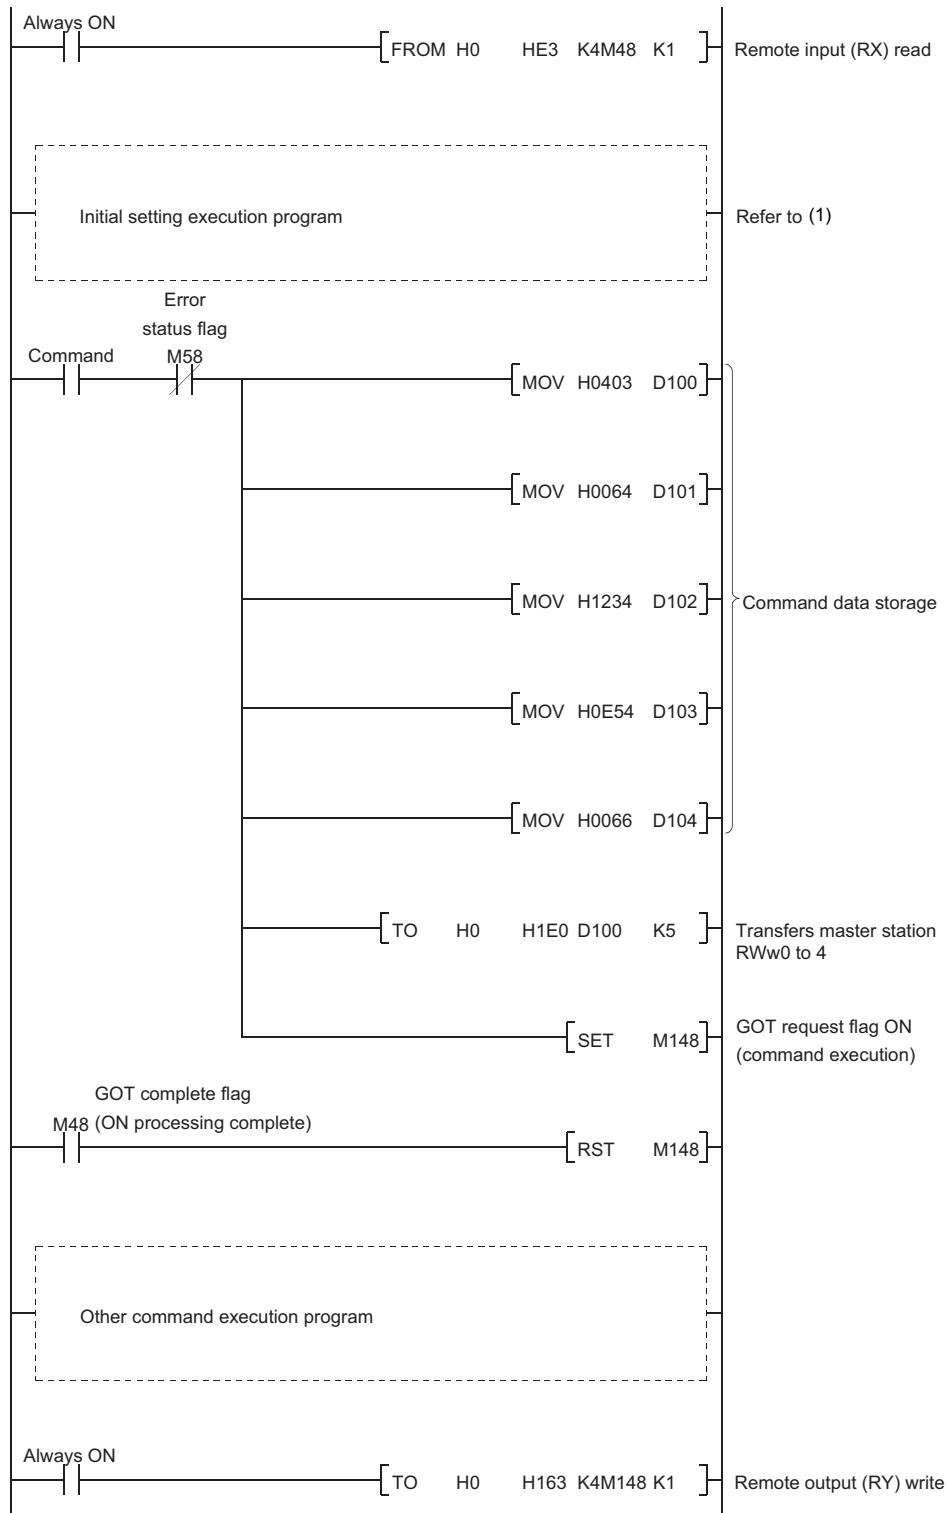 Always ON
FROM H0 HE3 K4M48 K1 Remote input (RX) read
Initial setting execution program Refer to (1)
Error
status flag
Command M58
MOV H0403 D100
MOV H0064 D101
MOV H1234 D102 Command data storage
MOV H0E54 D103
MOV H0066 D104
TO H0 H1E0 D100 K5 Transfers master station
RWw0 to 4
GOT request flag ON
SET M148
(command execution)
GOT complete flag
M48 (ON processing complete)
RST M148
Other command execution program
Always ON
TO H0 H163 K4M148 K1 Remote output (RY) write